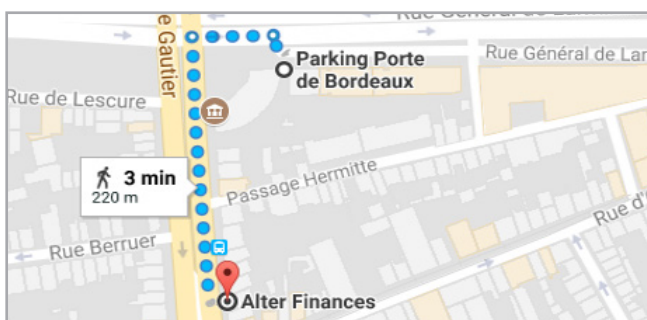 Rue Général de Lar
Parking Porte
de Bordeaux
e Gautier
Rue de Lescure
3 min
220 m
Passage Hermitte
Rue d'
Rue Berruer
Alter Finances